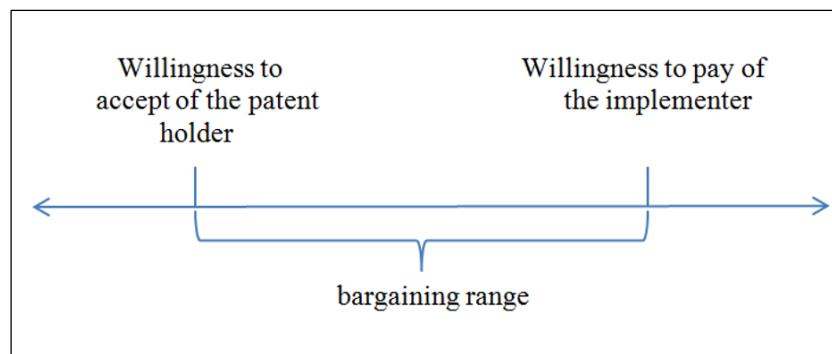 Willingness to
accept of the patent
holder
Willingness to pay of
the implementer
bargaining range